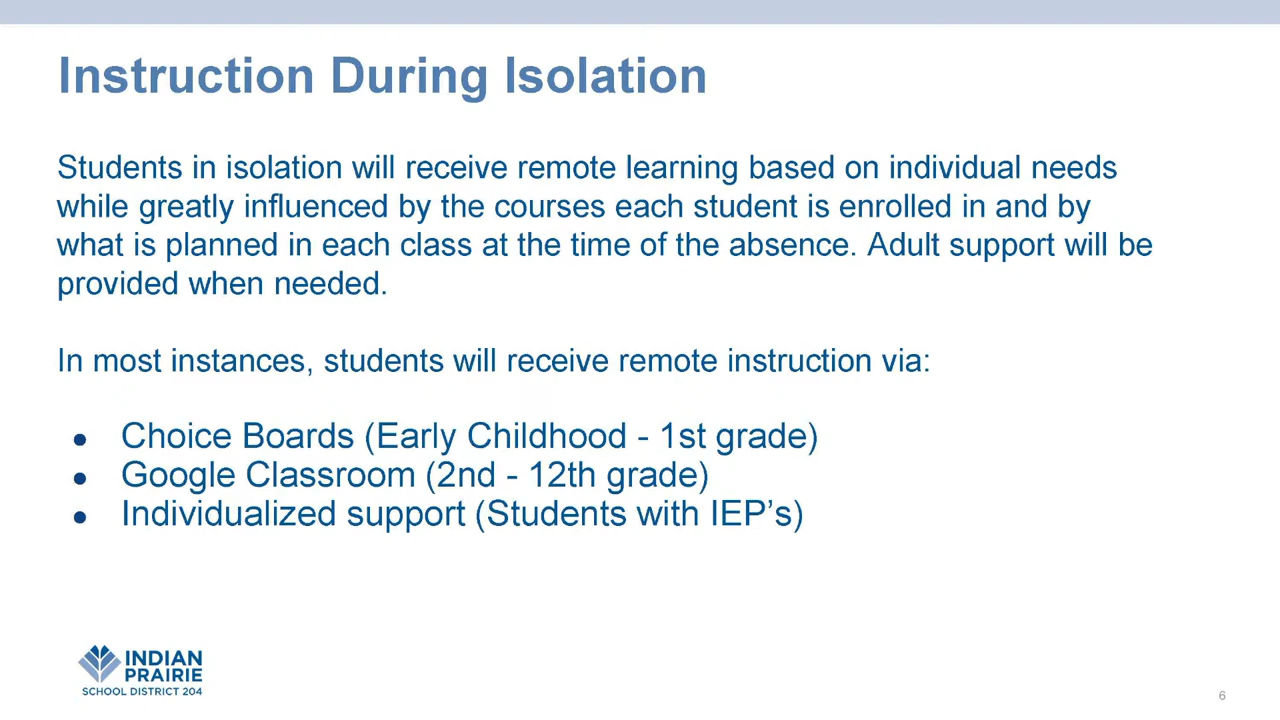 Instruction During Isolation
Students in isolation will receive remote learning based on individual needs
while greatly influenced by the courses each student is enrolled in and by
what is planned in each class at the time of the absence. Adult support will be
provided when needed.
In most instances, students will receive remote instruction via:
● Choice Boards (Early Childhood - 1st grade)
● Google Classroom (2nd - 12th grade)
● Individualized support (Students with IEP’s)
INDIAN
PRAIRIE
SCHOOL DISTRICT 204
6